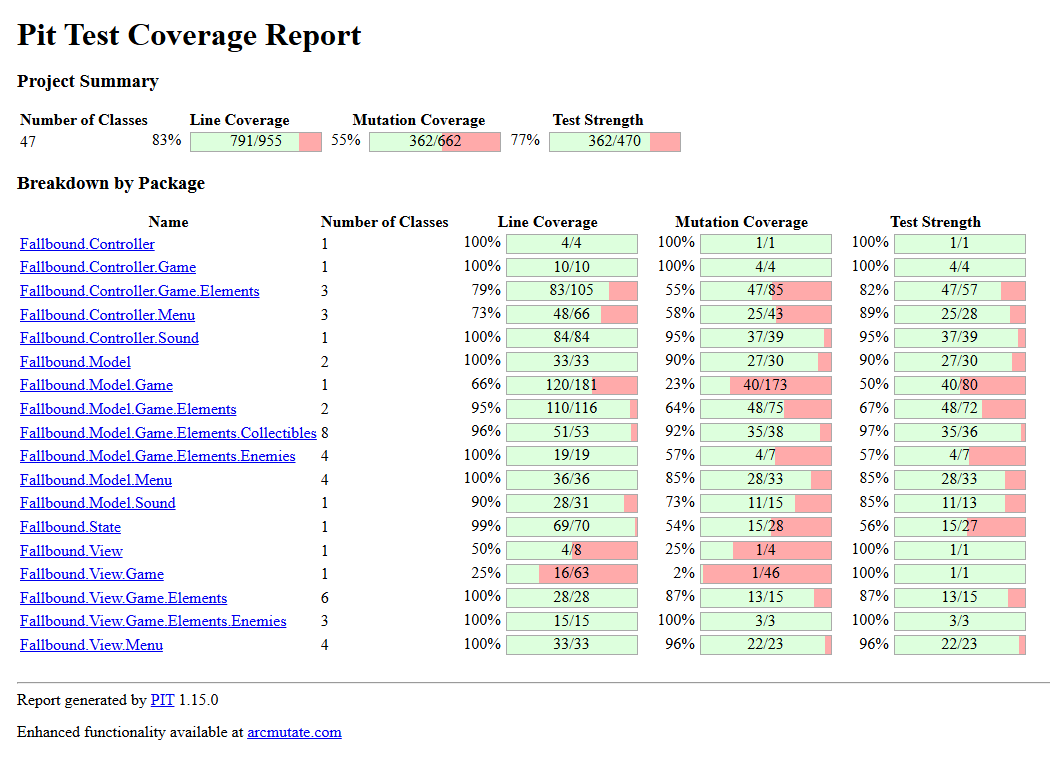 Pit Test Coverage Report
Project Summary
Number of Classes Line Coverage Mutation Coverage Test Strength
47 83% 791/955 55% 362/662 77% 362/470
Breakdown by Package
Name Number of Classes Line Coverage Mutation Coverage Test Strength
Fallbound.Controller 1 100% 4/4 100% 1/1 100% 1/1
Fallbound.Controller.Game 1 100% 10/10 100% 4/4 100% 4/4
Fallbound.Controller.Game.Elements 3 79% 83/105 55% 47/85 82% 47/57
Fallbound.Controller.Menu 3 73% 48/66 58% 25/43 89% 25/28
Fallbound.Controller.Sound 1 100% 84/84 95% 37/39 95% 37/39
Fallbound.Model 2 100% 33/33 90% 27/30 90% 27/30
Fallbound.Model.Game 1 66% 120/181 23% 40/173 50% 40/80
Fallbound.Model.Game.Elements 2 95% 110/116 64% 48/75 67% 48/72
Fallbound.Model.Game.Elements.Collectibles 8 96% 51/53 92% 35/38 97% 35/36
Fallbound.Model.Game.Elements.Enemies 4 100% 19/19 57% 4/7 57% 4/7
Fallbound.Model.Menu 4 100% 36/36 85% 28/33 85% 28/33
Fallbound.Model.Sound 1 90% 28/31 73% 11/15 85% 11/13
Fallbound.State 1 99% 69/70 54% 15/28 56% 15/27
Fallbound.View 1 50% 4/8 25% 1/4 100% 1/1
Fallbound.View.Game 1 25% 16/63 2% 1/46 100% 1/1
Fallbound.View.Game.Elements 6 100% 28/28 87% 13/15 87% 13/15
Fallbound.View.Game.Elements.Enemies 3 100% 15/15 100% 3/3 100% 3/3
Fallbound.View.Menu 4 100% 33/33 96% 22/23 96% 22/23
Report generated by PIT 1.15.0
Enhanced functionality available at arcmutate.com